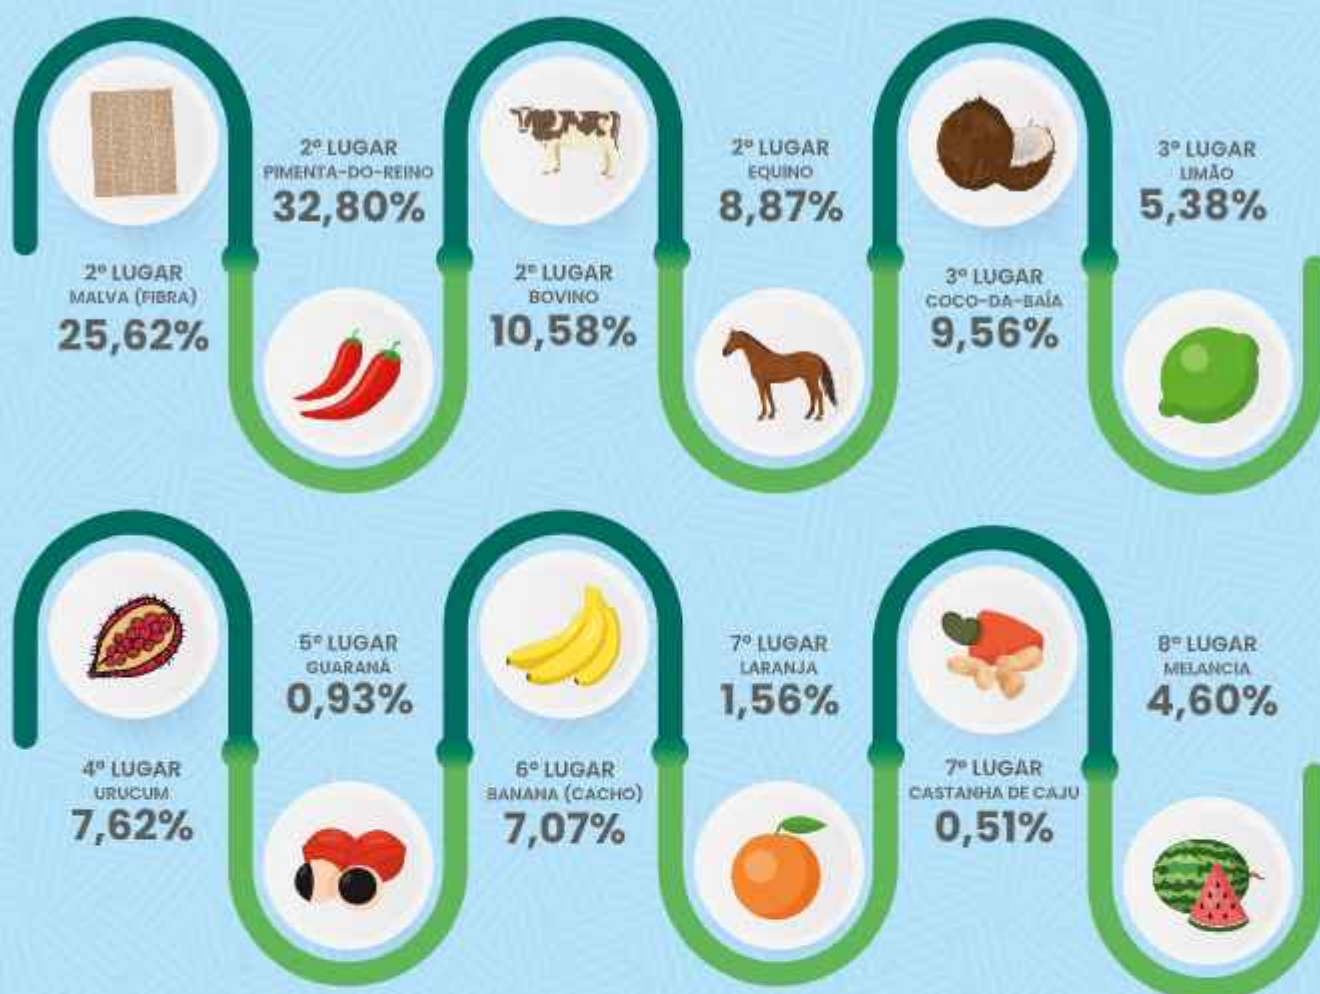 2º LUGAR
MALVA (FIBRA)
25,62%
2º LUGAR
PIMENTA-DO-REINO
32,80%
2º LUGAR
BOVINO
10,58%
2º LUGAR
EQUINO
8,87%
3º LUGAR
COCO-DA-BAÍA
9,56%
3º LUGAR
LIMÃO
5,38%
4º LUGAR
URUCUM
7,62%
5º LUGAR
GUARANÁ
0,93%
6º LUGAR
BANANA (CACHO)
7,07%
7º LUGAR
LARANJA
1,56%
7º LUGAR
CASTANHA DE CAJU
0,51%
8º LUGAR
MELANCIA
4,60%